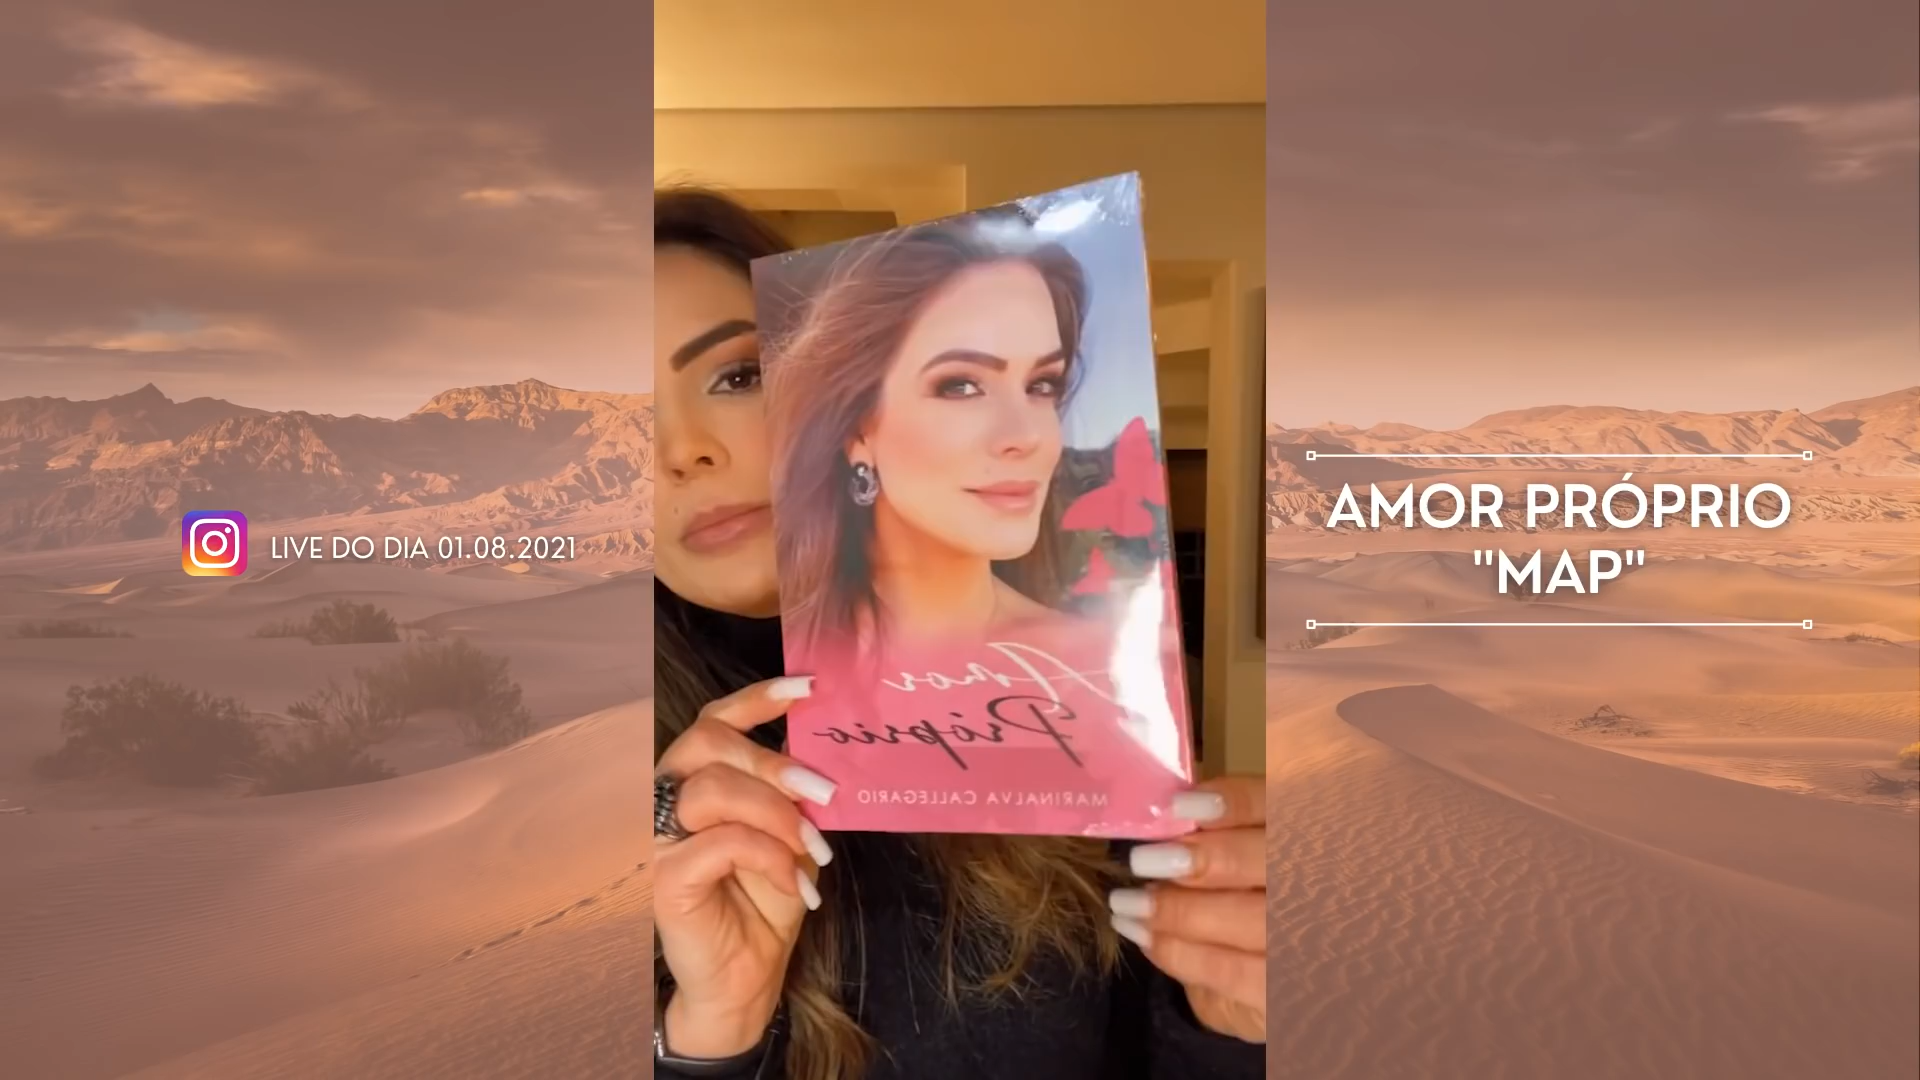 LIVE DO DIA 01.08.2021
Amor
Próprio
MARINALVA CALLEGARIO
AMOR PRÓPRIO
"MAP"